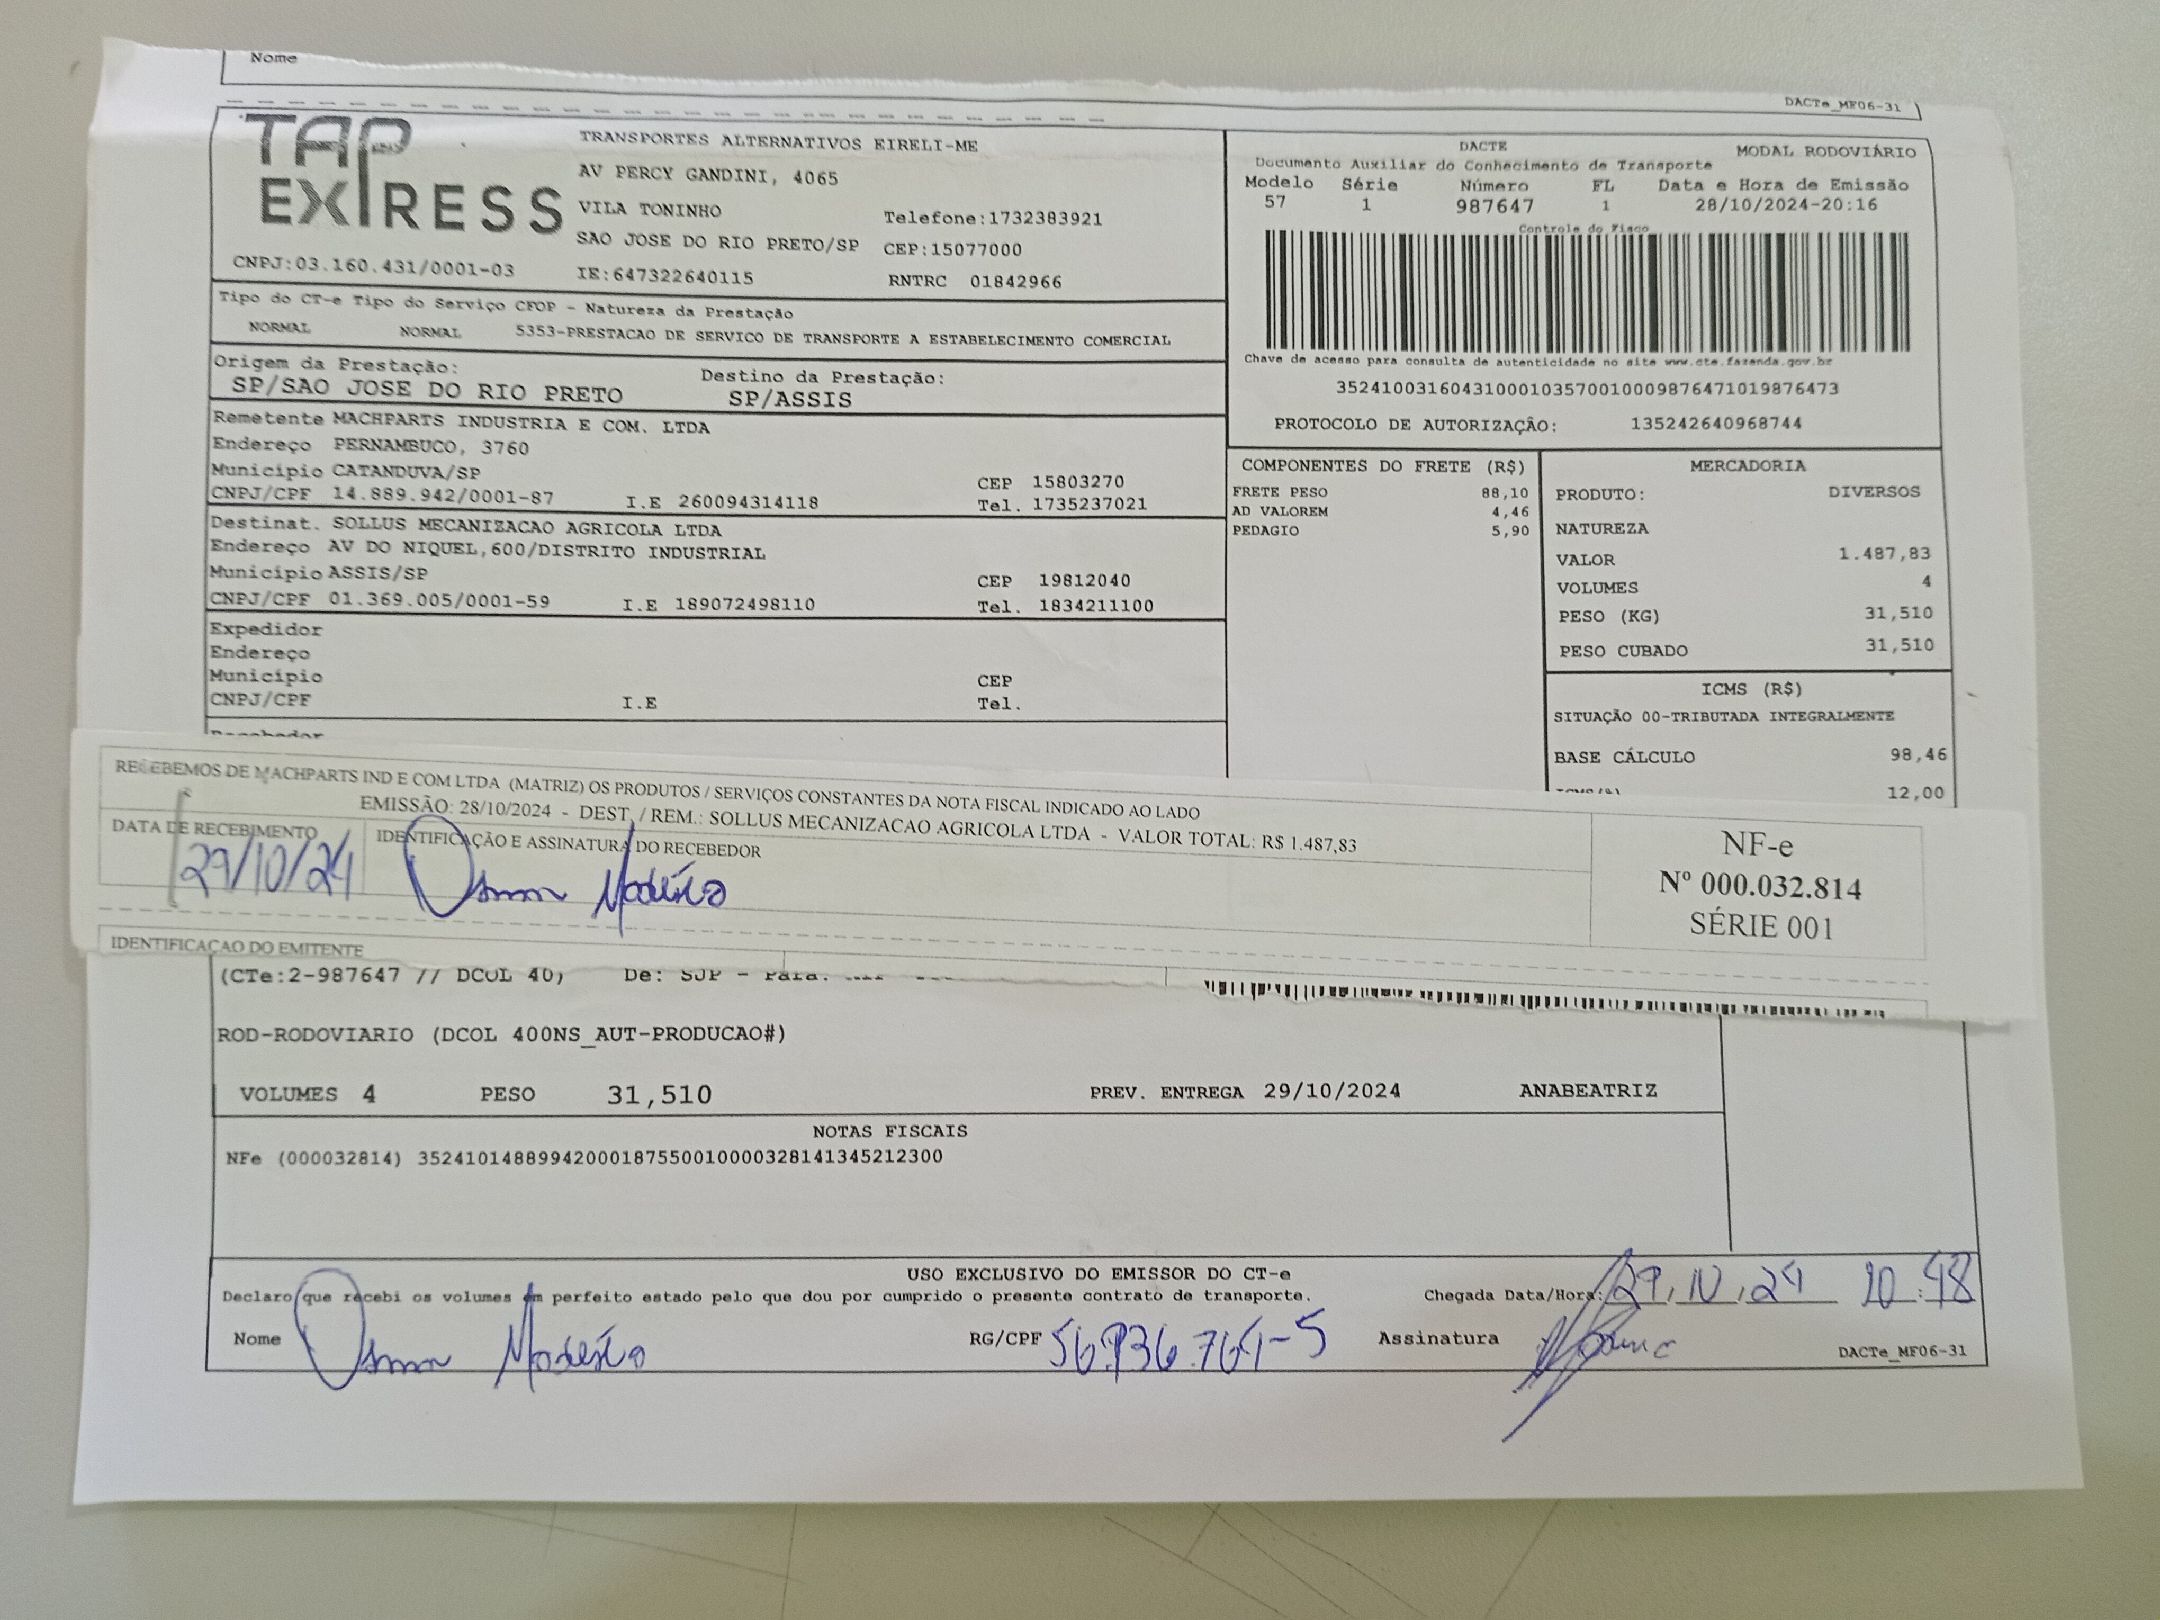 Nome
DACTe_MF06-31
TAP EXPRESS
TRANSPORTES ALTERNATIVOS EIRELI-ME
AV PERCY GANDINI, 4065
VILA TONINHO
Telefone:1732383921
SAO JOSE DO RIO PRETO/SP CEP:15077000
CNPJ:03.160.431/0001-03 IE:647322640115 RNTRC 01842966
DACTE MODAL RODOVIÁRIO
Documento Auxiliar do Conhecimento de Transporte
Modelo Série Número FL Data e Hora de Emissão
57 1 987647 1 28/10/2024-20:16
Controle do Fisco
Chave de acesso para consulta de autenticidade no site www.cte.fazenda.gov.br
35241003160431000103570010009876471019876473
PROTOCOLO DE AUTORIZAÇÃO: 135242640968744
Tipo do CT-e Tipo do Serviço CFOP - Natureza da Prestação
NORMAL NORMAL 5353-PRESTACAO DE SERVICO DE TRANSPORTE A ESTABELECIMENTO COMERCIAL
Origem da Prestação: Destino da Prestação:
SP/SAO JOSE DO RIO PRETO SP/ASSIS
Remetente MACHPARTS INDUSTRIA E COM. LTDA
Endereço PERNAMBUCO, 3760
Município CATANDUVA/SP CEP 15803270
CNPJ/CPF 14.889.942/0001-87 I.E 260094314118 Tel. 1735237021
Destinat. SOLLUS MECANIZACAO AGRICOLA LTDA
Endereço AV DO NIQUEL,600/DISTRITO INDUSTRIAL
Município ASSIS/SP CEP 19812040
CNPJ/CPF 01.369.005/0001-59 I.E 189072498110 Tel. 1834211100
Expedidor
Endereço
Município CEP
CNPJ/CPF I.E Tel.
COMPONENTES DO FRETE (R$)
FRETE PESO 88,10
AD VALOREM 4,46
PEDAGIO 5,90
MERCADORIA
PRODUTO: DIVERSOS
NATUREZA
VALOR 1.487,83
VOLUMES 4
PESO (KG) 31,510
PESO CUBADO 31,510
ICMS (R$)
SITUAÇÃO 00-TRIBUTADA INTEGRALMENTE
BASE CÁLCULO 98,46
12,00
RECEBEMOS DE MACHPARTS IND E COM LTDA (MATRIZ) OS PRODUTOS / SERVIÇOS CONSTANTES DA NOTA FISCAL INDICADO AO LADO
EMISSÃO: 28/10/2024 - DEST. / REM.: SOLLUS MECANIZACAO AGRICOLA LTDA - VALOR TOTAL: R$ 1.487,83
DATA DE RECEBIMENTO IDENTIFICAÇÃO E ASSINATURA DO RECEBEDOR
29/10/24
NF-e
Nº 000.032.814
SÉRIE 001
IDENTIFICAÇAO DO EMITENTE
(CTe:2-987647 // DCOL 40) De: SJP - Para:
ROD-RODOVIARIO (DCOL 400NS_AUT-PRODUCAO#)
VOLUMES 4 PESO 31,510 PREV. ENTREGA 29/10/2024 ANABEATRIZ
NOTAS FISCAIS
NFe (000032814) 35241014889942000187550010000328141345212300
USO EXCLUSIVO DO EMISSOR DO CT-e
Declaro que recebi os volumes em perfeito estado pelo que dou por cumprido o presente contrato de transporte. Chegada Data/Hora: 29,10,24 10:48
Nome RG/CPF Assinatura
DACTe_MF06-31